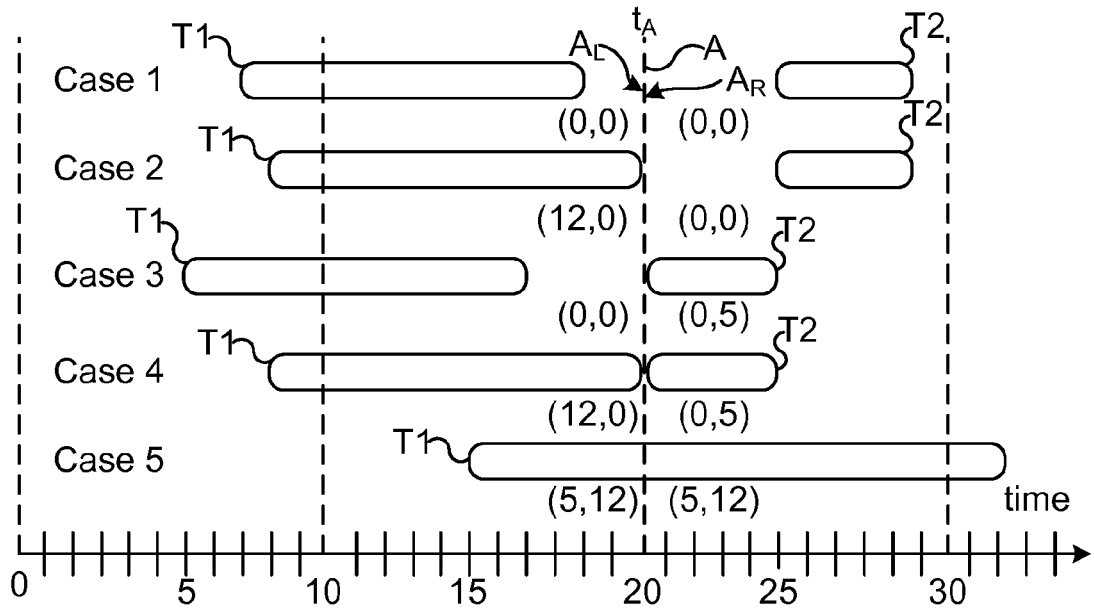 t_A
T1 A_L A T2
Case 1 A_R
(0,0) (0,0)
T1 T2
Case 2
(12,0) (0,0)
T1 T2
Case 3
(0,0) (0,5)
T1 T2
Case 4
(12,0) (0,5)
T1
Case 5
(5,12) (5,12) time
0 5 10 15 20 25 30